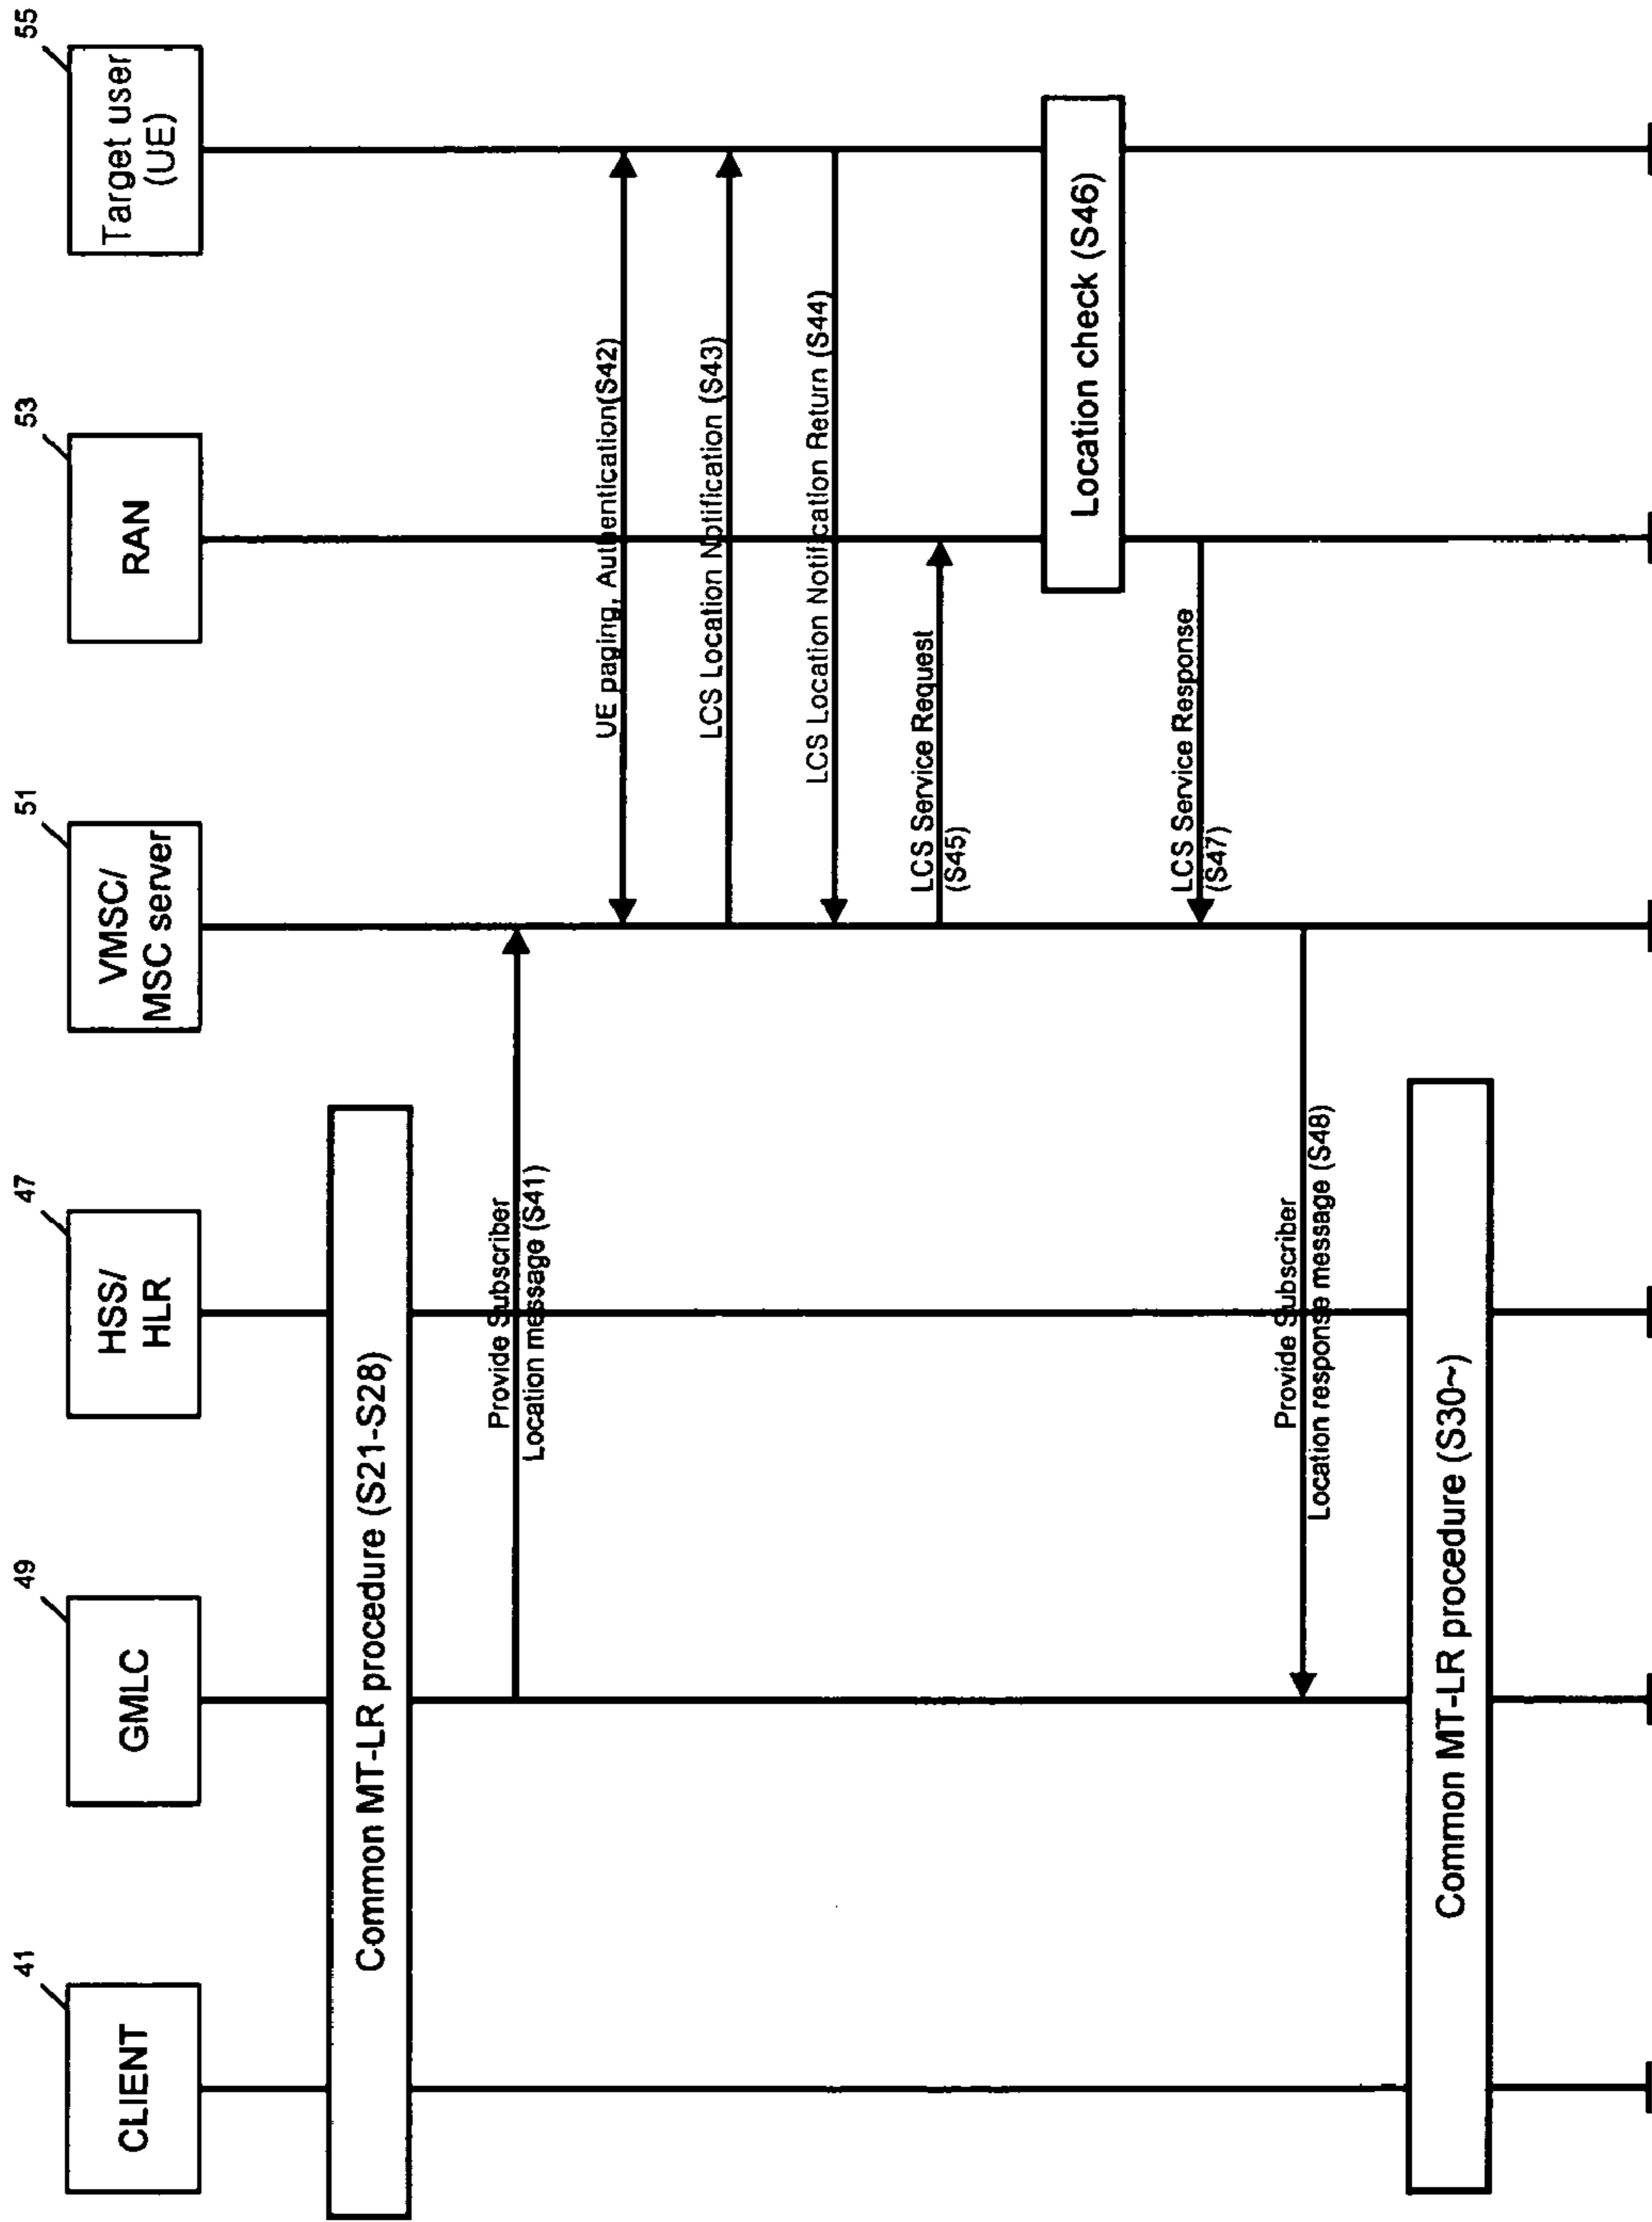 41
CLIENT
49
GMLC
47
HSS/
HLR
51
VMSC/
MSC server
53
RAN
55
Target user
(UE)
Common MT-LR procedure (S21-S28)
Provide Subscriber
Location message (S41)
UE paging, Authentication(S42)
LCS Location Notification (S43)
LCS Location Notification Return (S44)
LCS Service Request
(S45)
Location check (S46)
LCS Service Response
(S47)
Provide Subscriber
Location response message (S48)
Common MT-LR procedure (S30~)